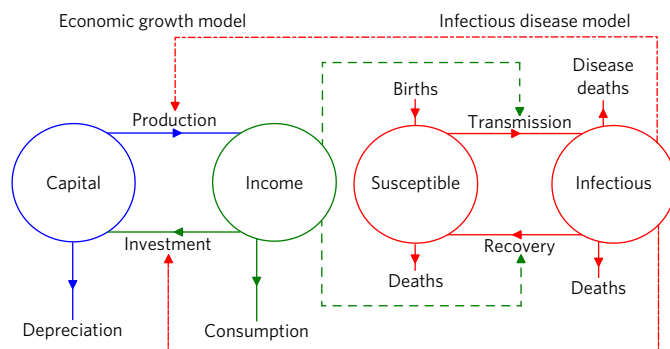 Economic growth model
Infectious disease model
Disease
deaths
Births
Production
Transmission
Capital
Income
Susceptible
Infectious
Investment
Recovery
Deaths
Deaths
Depreciation
Consumption